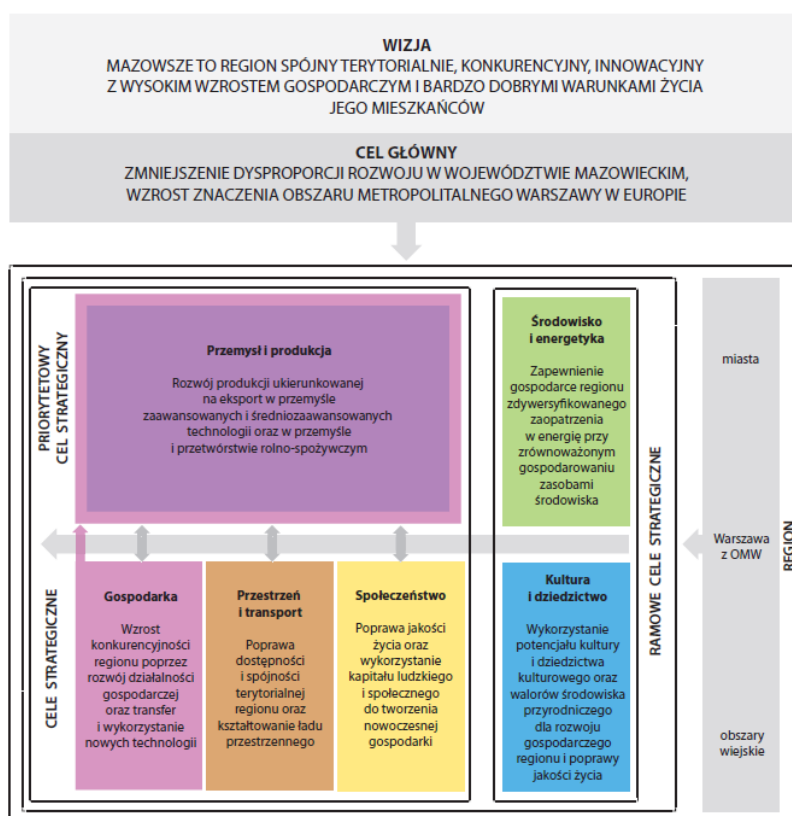 WIZJA
MAZOWSZE TO REGION SPÓJNY TERYTORIALNIE, KONKURENCYJNY, INNOWACYJNY
Z WYSOKIM WZROSTEM GOSPODARCZYM I BARDZO DOBRYMI WARUNKAMI ŻYCIA
JEGO MIESZKAŃCÓW
CEL GŁÓWNY
ZMNIEJSZENIE DYSPROPORCJI ROZWOJU W WOJEWÓDZTWIE MAZOWIECKIM,
WZROST ZNACZENIA OBSZARU METROPOLITALNEGO WARSZAWY W EUROPIE
PRIORYTETOWY
CEL STRATEGICZNY
Przemysł i produkcja
Rozwój produkcji ukierunkowanej
na eksport w przemyśle
zaawansowanych i średniozaawansowanych
technologii oraz w przemyśle
i przetwórstwie rolno-spożywczym
Środowisko
i energetyka
Zapewnienie
gospodarce regionu
zdywersyfikowanego
zaopatrzenia
w energię przy
zrównoważonym
gospodarowaniu
zasobami
środowiska
CELE STRATEGICZNE
Gospodarka
Wzrost
konkurencyjności
regionu poprzez
rozwój działalności
gospodarczej
oraz transfer
i wykorzystanie
nowych technologii
Przestrzeń
i transport
Poprawa
dostępności
i spójności
terytorialnej
regionu oraz
kształtowanie ładu
przestrzennego
Społeczeństwo
Poprawa jakości
życia oraz
wykorzystanie
kapitału ludzkiego
i społecznego
do tworzenia
nowoczesnej
gospodarki
Kultura
i dziedzictwo
Wykorzystanie
potencjału kultury
i dziedzictwa
kulturowego oraz
walorów środowiska
przyrodniczego
dla rozwoju
gospodarczego
regionu i poprawy
jakości życia
RAMOWE CELE STRATEGICZNE
miasta
Warszawa
z OMW
obszary
wiejskie
REGION